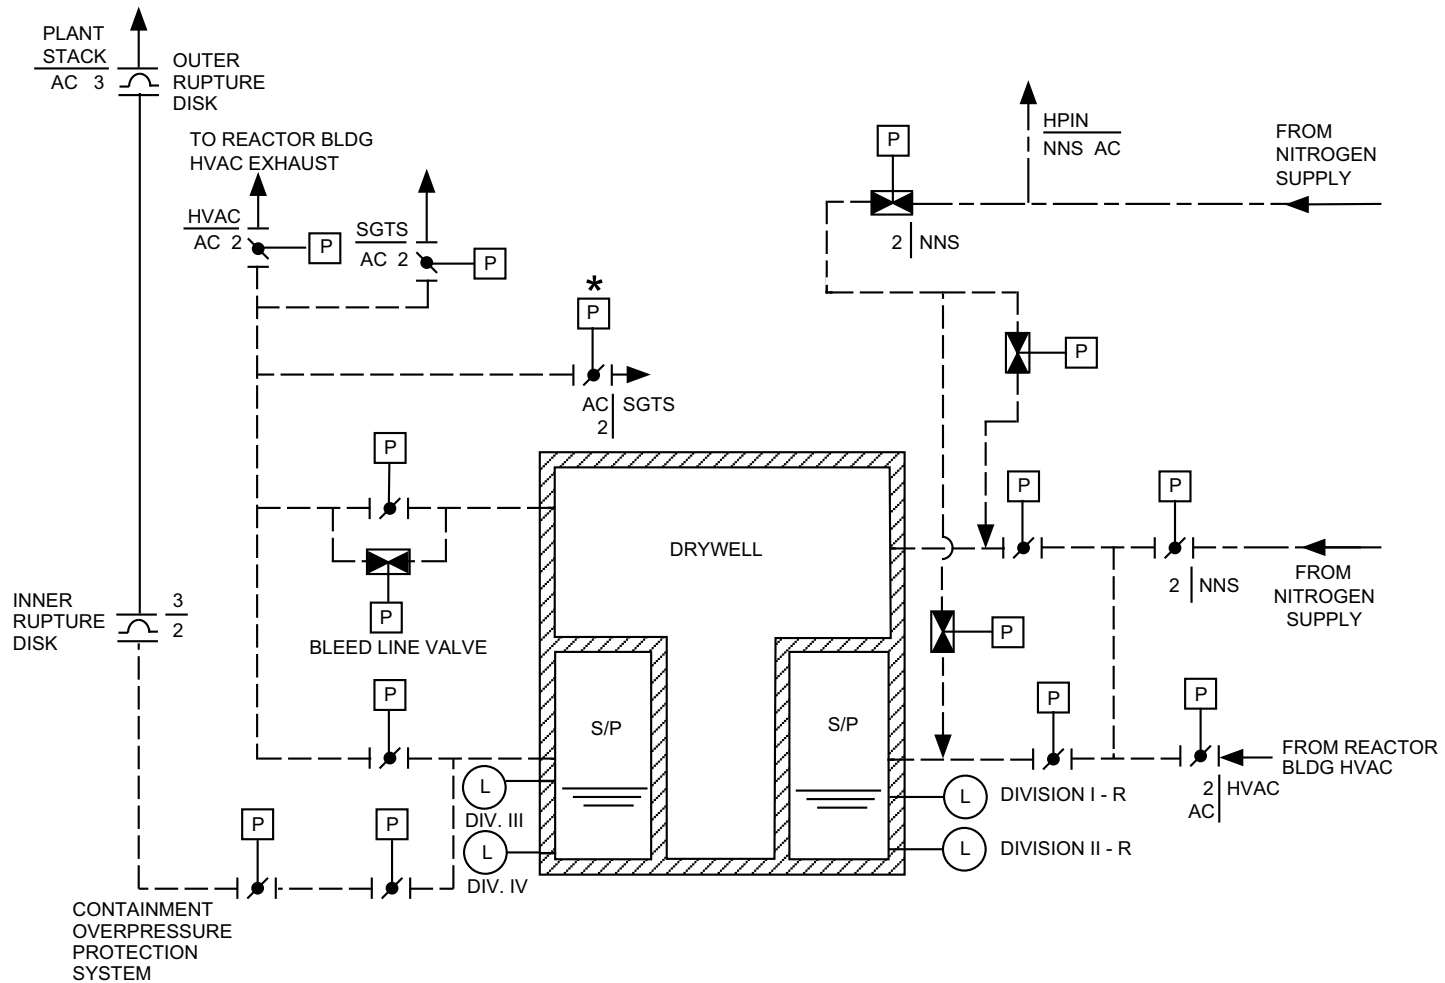 PLANT
STACK
AC 3
OUTER
RUPTURE
DISK
TO REACTOR BLDG
HVAC EXHAUST
HVAC
AC 2
P
SGTS
AC 2
P
*
P
AC SGTS
2
P
HPIN
NNS AC
FROM
NITROGEN
SUPPLY
2 NNS
P
P
P
BLEED LINE VALVE
DRYWELL
P
P
2 NNS
FROM
NITROGEN
SUPPLY
INNER
RUPTURE
DISK
3
2
P
P
S/P
S/P
P
P
FROM REACTOR
BLDG HVAC
2 HVAC
AC
L
DIV. III
L
DIV. IV
L
DIVISION I - R
L
DIVISION II - R
P
P
CONTAINMENT
OVERPRESSURE
PROTECTION
SYSTEM